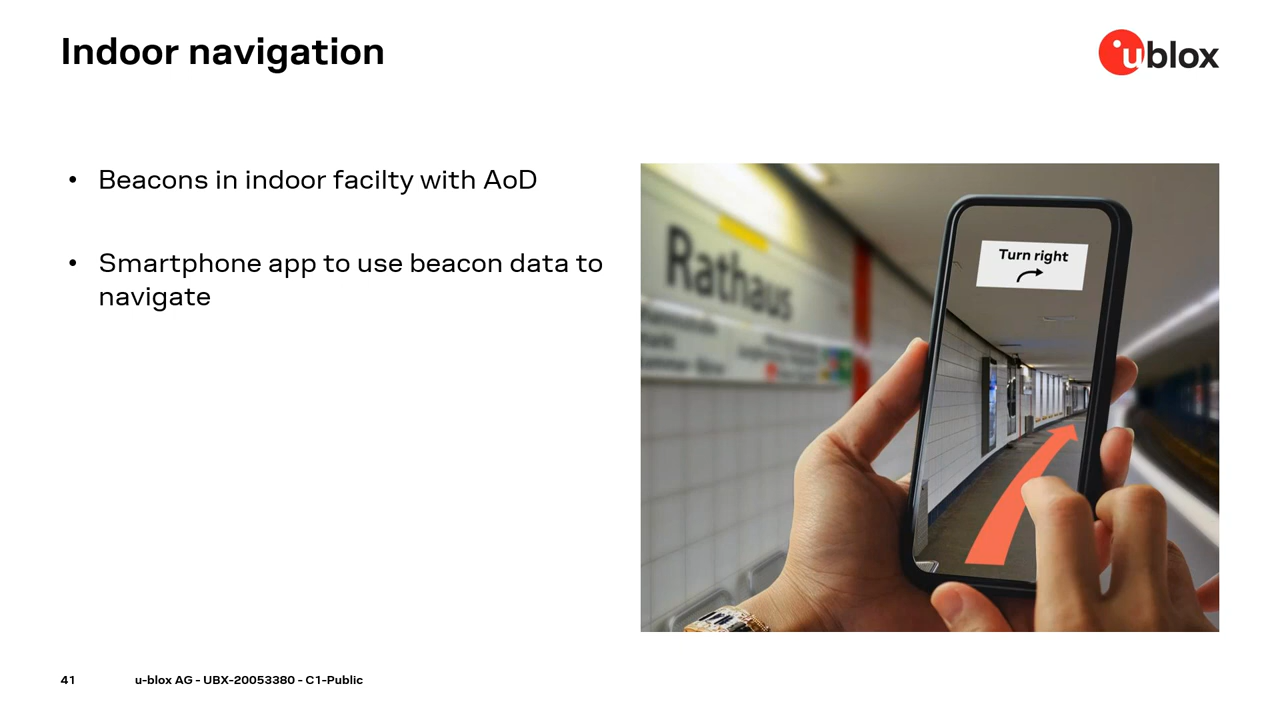 Indoor navigation
ublox
• Beacons in indoor facilty with AoD
• Smartphone app to use beacon data to
navigate
Rathaus
Turn right
41
u-blox AG - UBX-20053380 - C1-Public